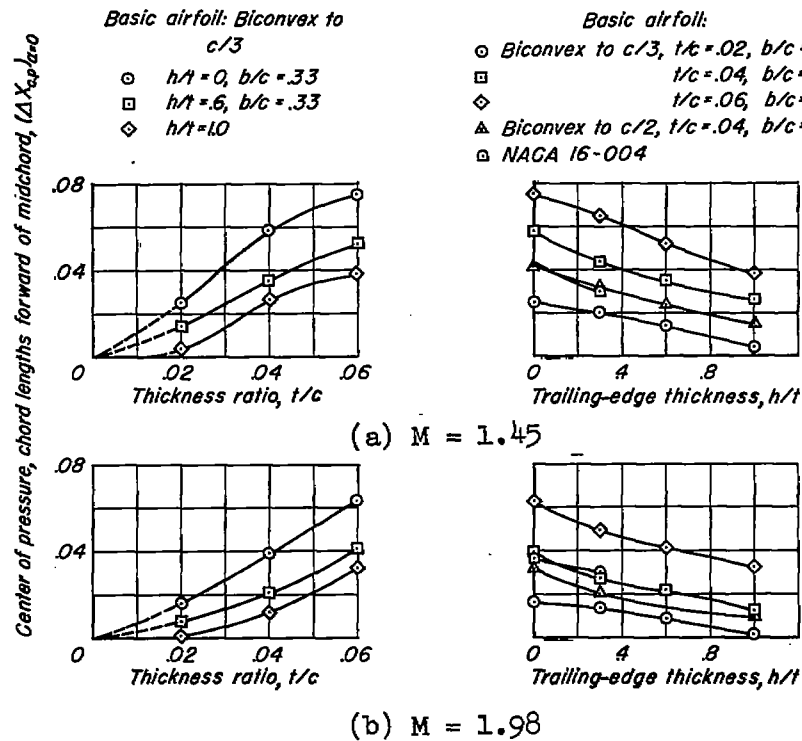 Basic airfoil: Biconvex to
c/3
h/t=0, b/c=.33
h/t=.6, b/c=.33
h/t=1.0
Basic airfoil:
Biconvex to c/3, t/c=.02, b/c=
t/c=.04, b/c=
t/c=.06, b/c=
Biconvex to c/2, t/c=.04, b/c=
NACA 16-004
Center of pressure, chord lengths forward of midchord, (ΔXc.p.)α=0
.08
.04
0
.02
.04
.06
Thickness ratio, t/c
0
.4
.8
Trailing-edge thickness, h/t
(a) M = 1.45
.08
.04
0
0
.02
.04
.06
Thickness ratio, t/c
0
.4
.8
Trailing-edge thickness, h/t
(b) M = 1.98